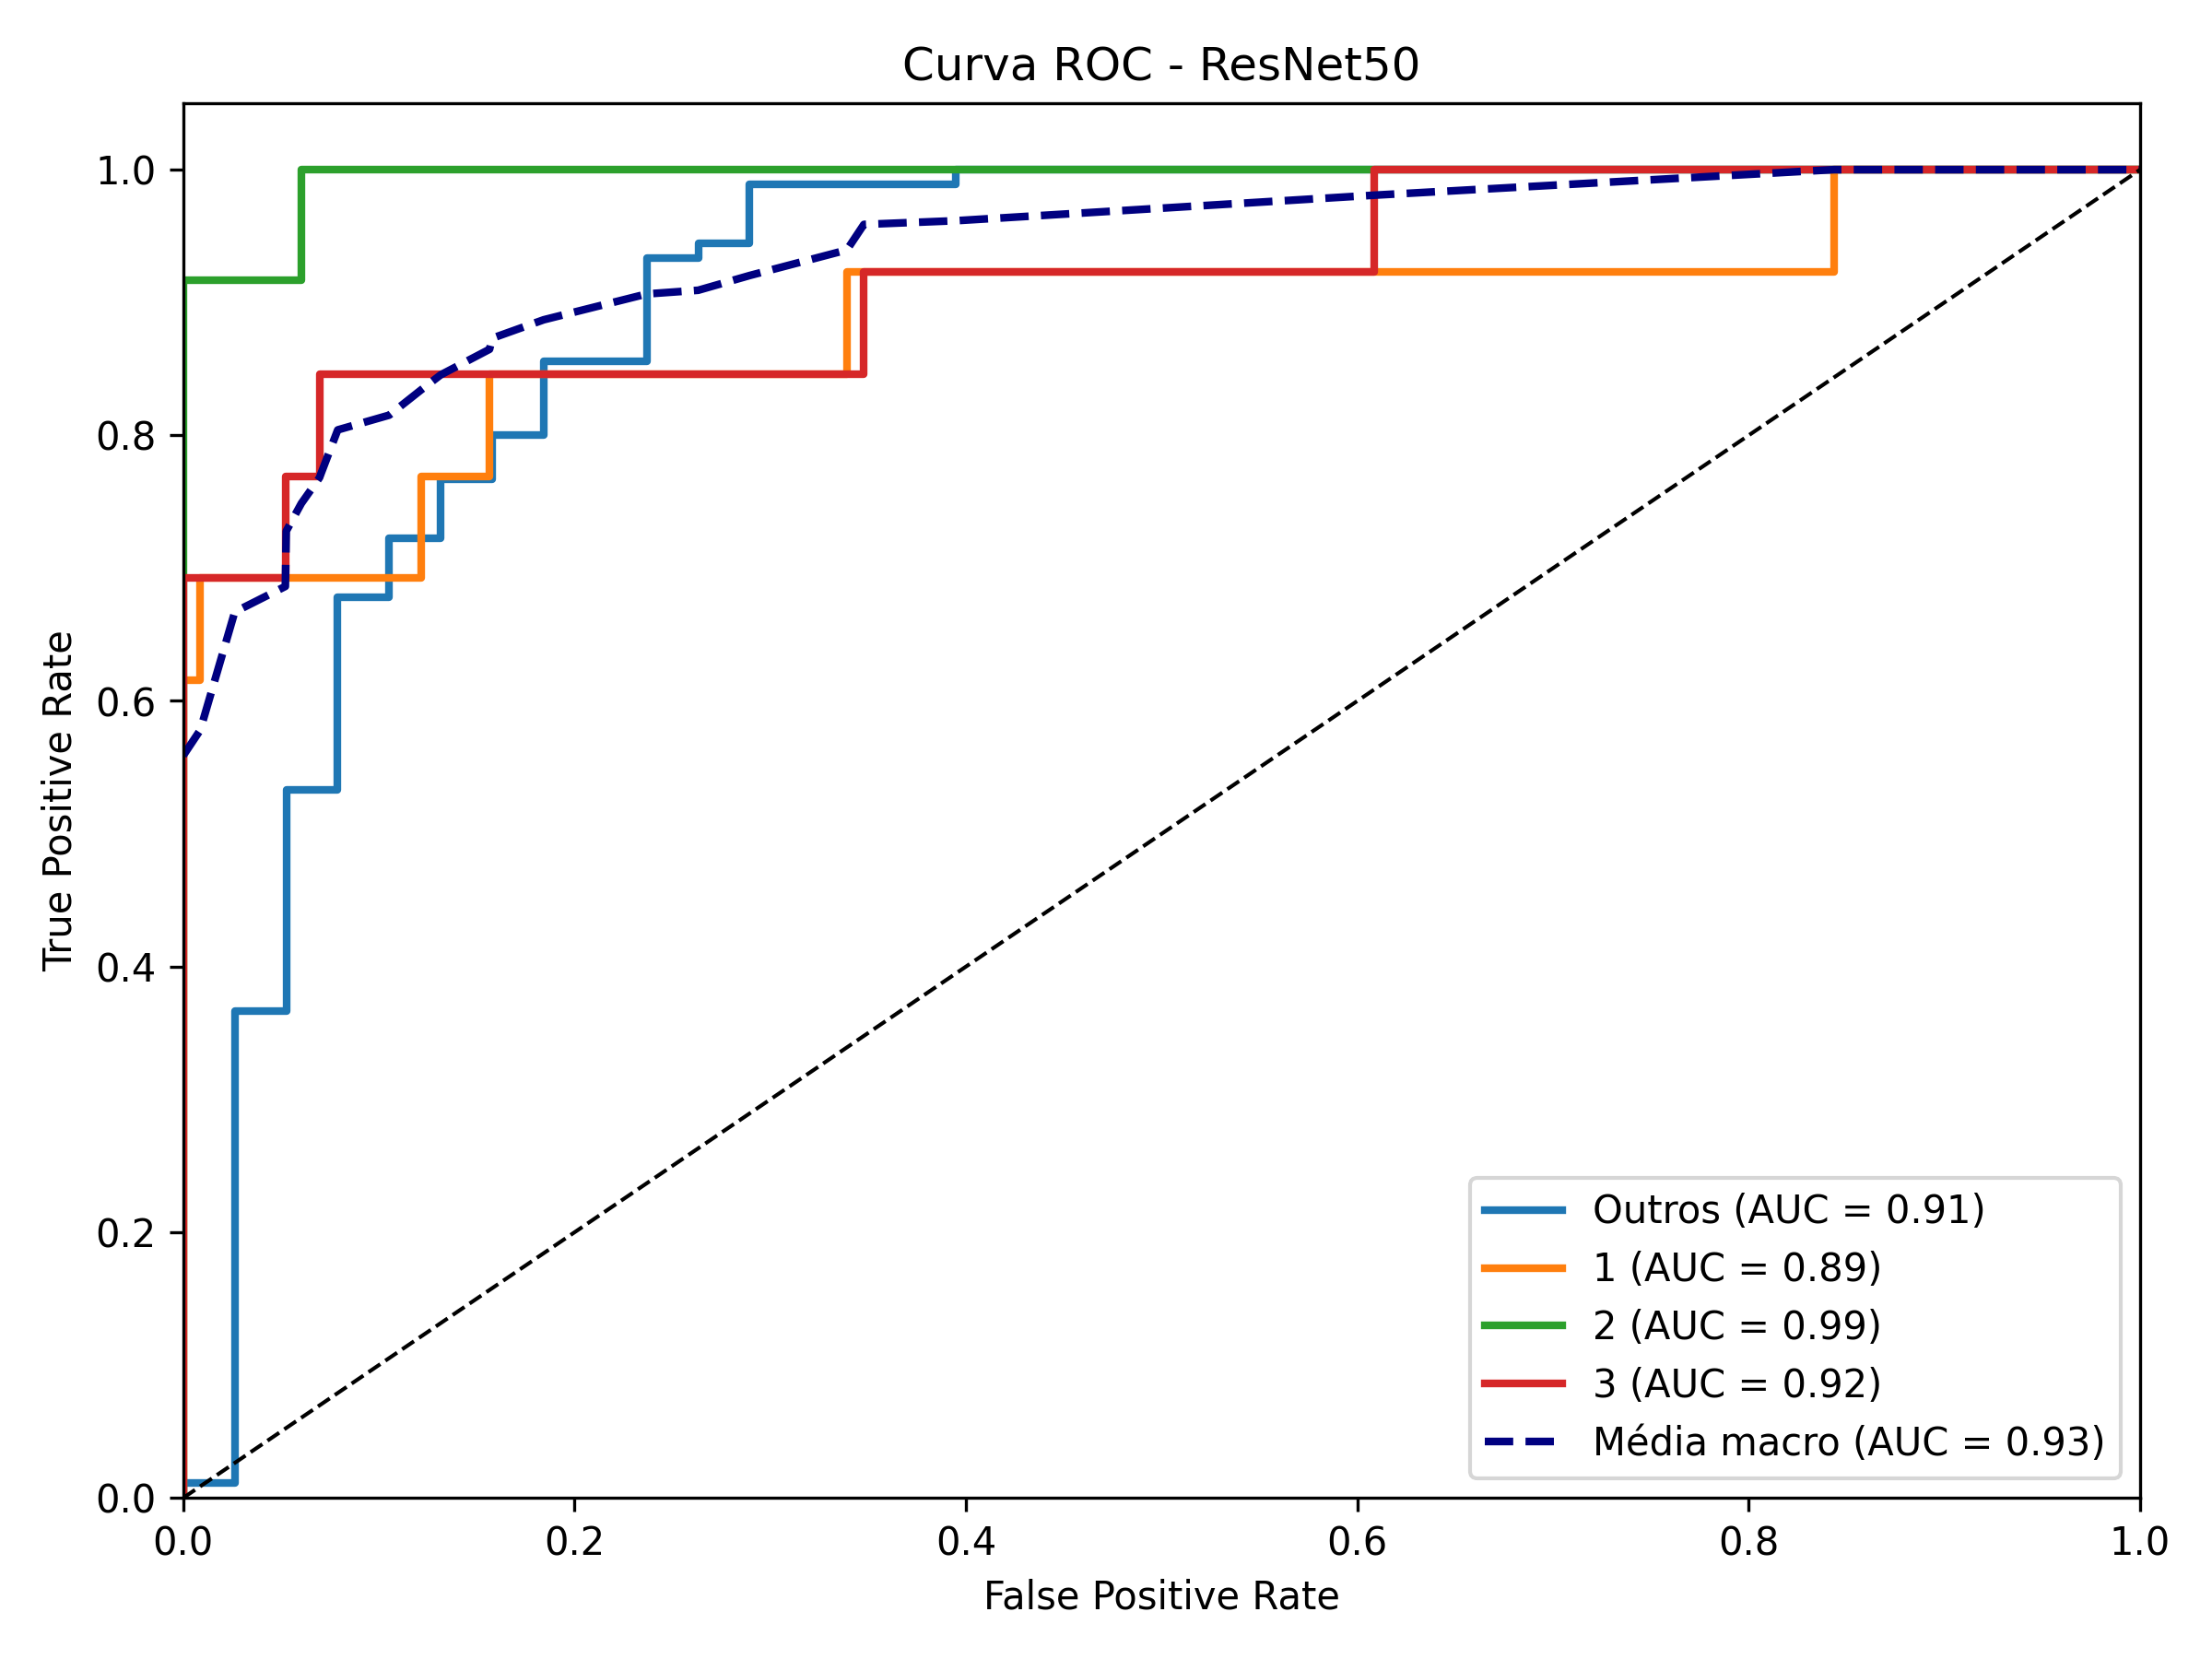 Curva ROC - ResNet50
True Positive Rate
1.0
0.8
0.6
0.4
0.2
0.0
0.0 0.2 0.4 0.6 0.8 1.0
False Positive Rate
Outros (AUC = 0.91)
1 (AUC = 0.89)
2 (AUC = 0.99)
3 (AUC = 0.92)
Média macro (AUC = 0.93)